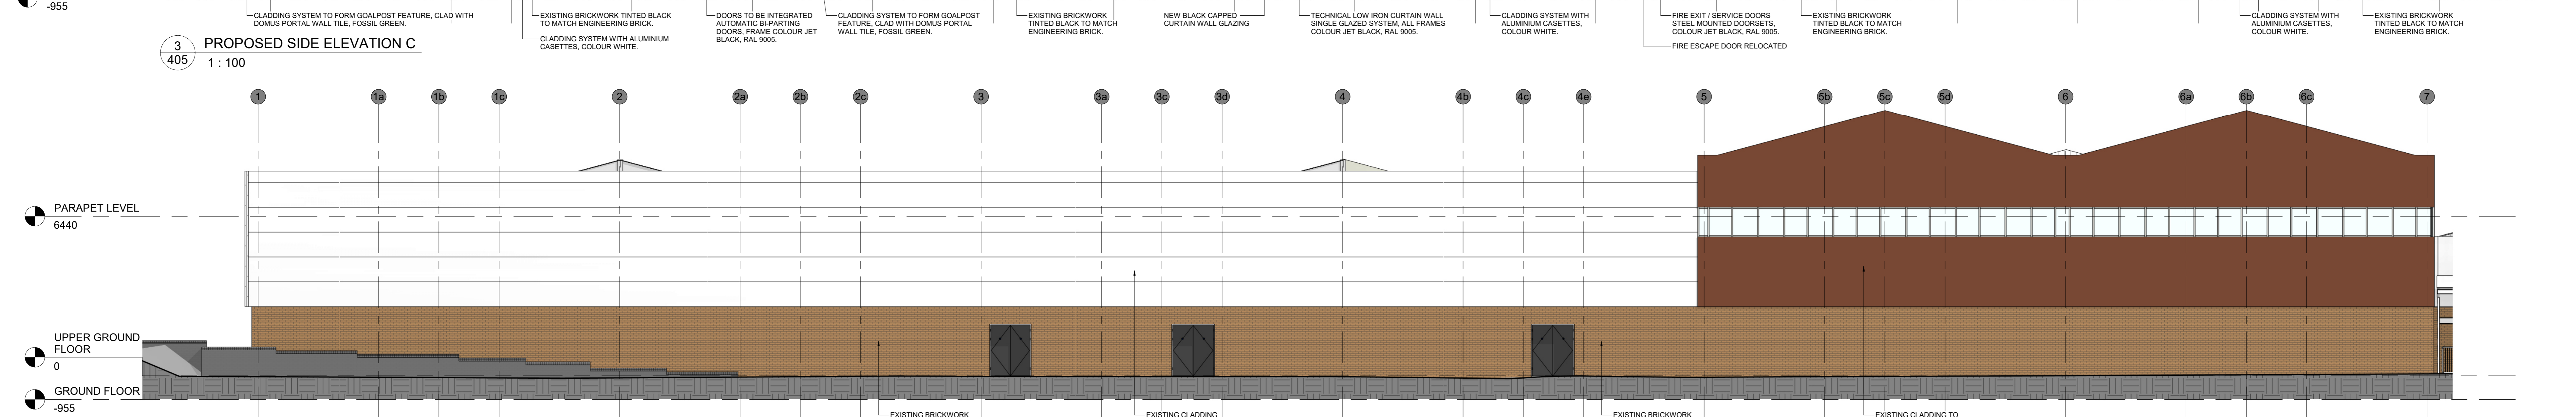 -955
CLADDING SYSTEM TO FORM GOALPOST FEATURE, CLAD WITH
DOMUS PORTAL WALL TILE, FOSSIL GREEN.
EXISTING BRICKWORK TINTED BLACK
TO MATCH ENGINEERING BRICK.
CLADDING SYSTEM WITH ALUMINIUM
CASETTES, COLOUR WHITE.
DOORS TO BE INTEGRATED
AUTOMATIC BI-PARTING
DOORS, FRAME COLOUR JET
BLACK, RAL 9005.
CLADDING SYSTEM TO FORM GOALPOST
FEATURE, CLAD WITH DOMUS PORTAL
WALL TILE, FOSSIL GREEN.
EXISTING BRICKWORK
TINTED BLACK TO MATCH
ENGINEERING BRICK.
NEW BLACK CAPPED
CURTAIN WALL GLAZING
TECHNICAL LOW IRON CURTAIN WALL
SINGLE GLAZED SYSTEM, ALL FRAMES
COLOUR JET BLACK, RAL 9005.
CLADDING SYSTEM WITH
ALUMINIUM CASETTES,
COLOUR WHITE.
FIRE EXIT / SERVICE DOORS
STEEL MOUNTED DOORSETS,
COLOUR JET BLACK, RAL 9005.
FIRE ESCAPE DOOR RELOCATED
EXISTING BRICKWORK
TINTED BLACK TO MATCH
ENGINEERING BRICK.
CLADDING SYSTEM WITH
ALUMINIUM CASETTES,
COLOUR WHITE.
EXISTING BRICKWORK
TINTED BLACK TO MATCH
ENGINEERING BRICK.
3
405
PROPOSED SIDE ELEVATION C
1 : 100
1 1a 1b 1c 2 2a 2b 2c 3 3a 3c 3d 4 4b 4c 4e 5 5b 5c 5d 6 6a 6b 6c 7
PARAPET LEVEL
6440
UPPER GROUND
FLOOR
0
GROUND FLOOR
-955
EXISTING BRICKWORK
EXISTING CLADDING
EXISTING BRICKWORK
EXISTING CLADDING TO